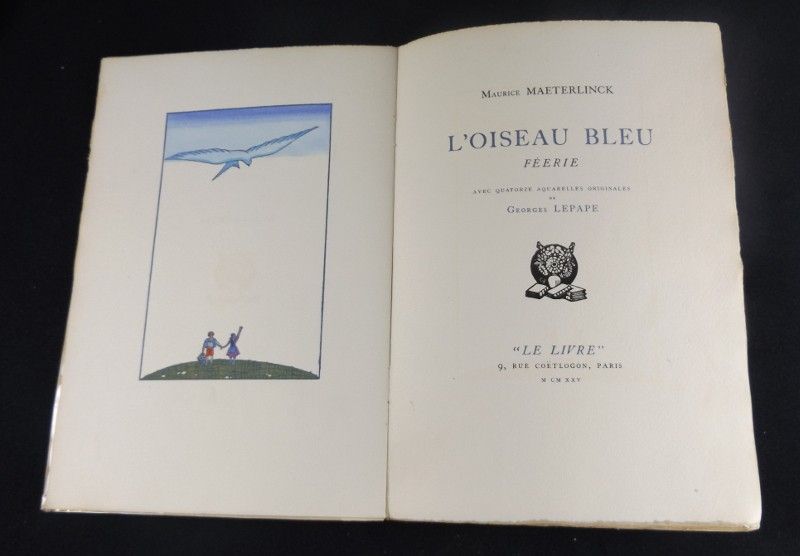 Maurice MAETERLINCK
L'OISEAU BLEU
FÉERIE
AVEC QUATORZE AQUARELLES ORIGINALES
DE
Georges LEPAPE
"LE LIVRE"
9, RUE COËTLOGON, PARIS
M CM XXV